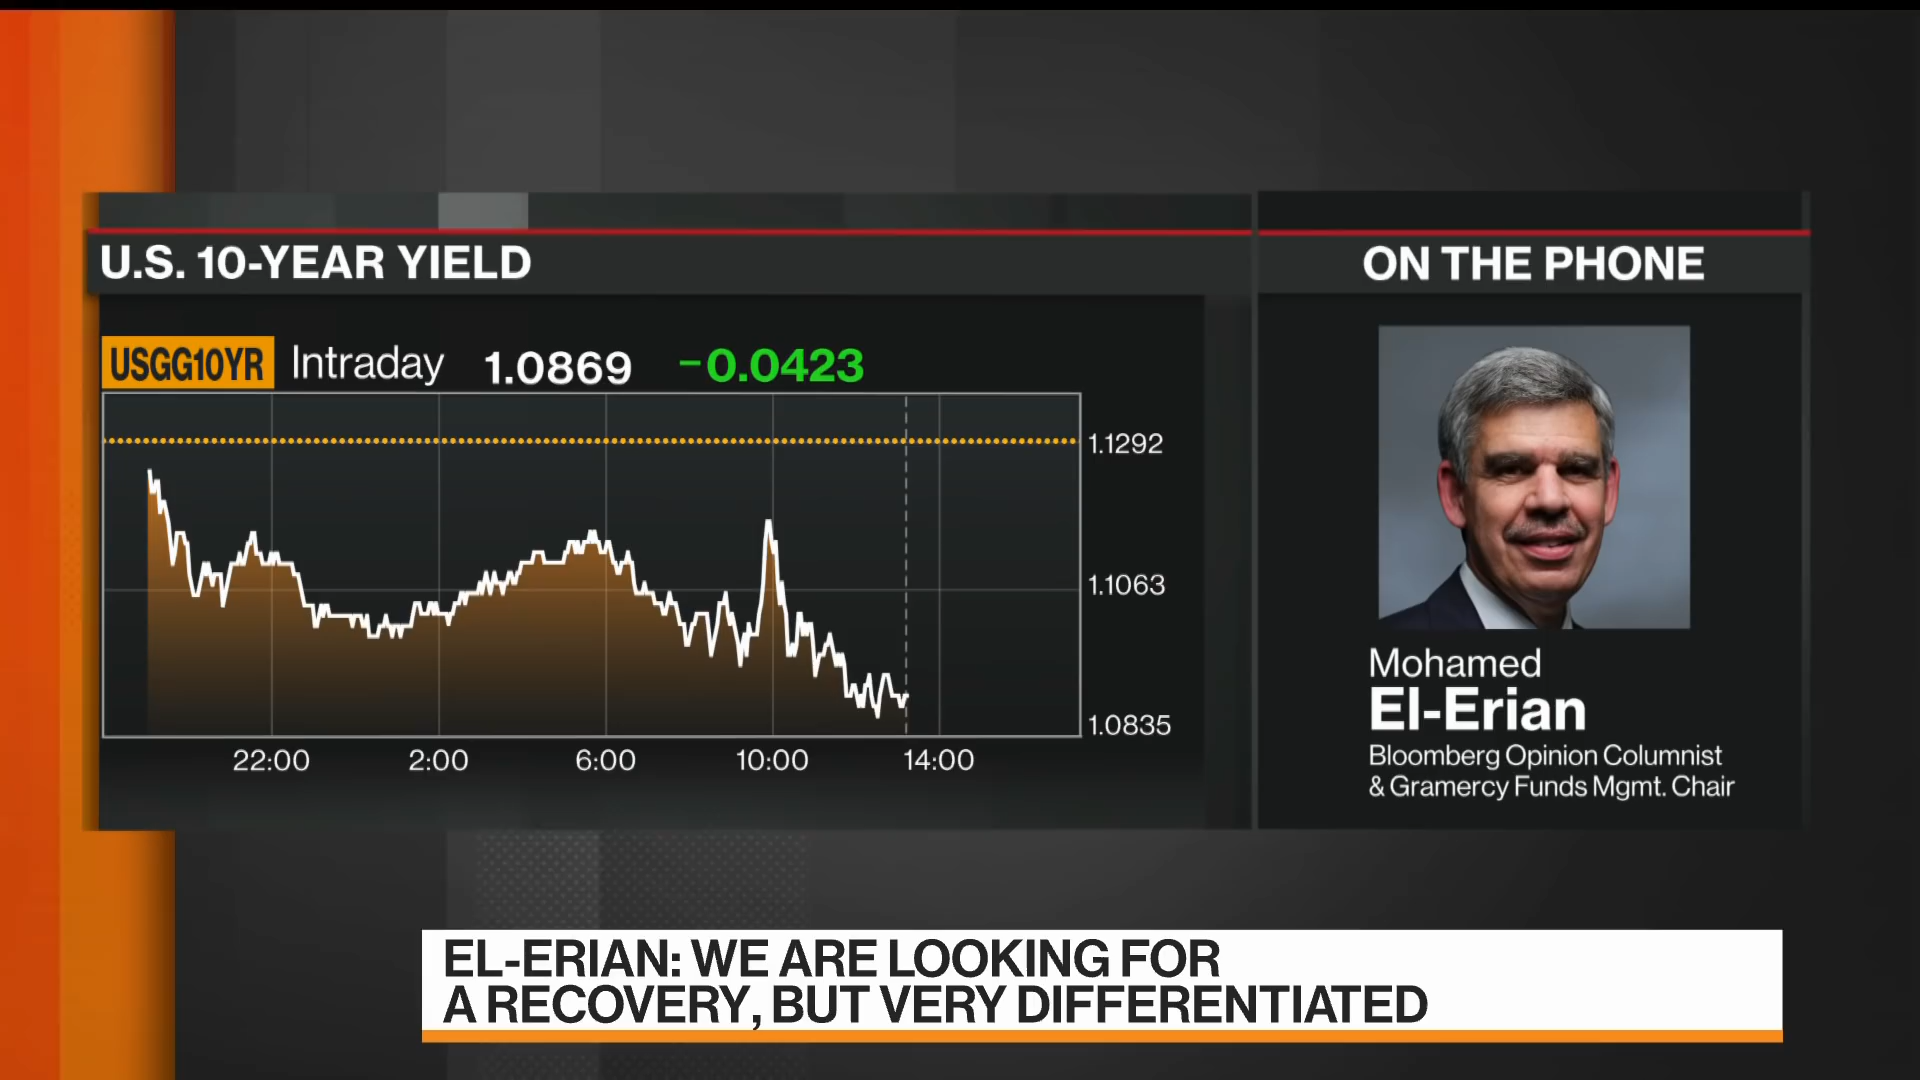 U.S. 10-YEAR YIELD
USGG10YR Intraday 1.0869 -0.0423
1.1292
1.1063
1.0835
22:00 2:00 6:00 10:00 14:00
ON THE PHONE
Mohamed
El-Erian
Bloomberg Opinion Columnist
& Gramercy Funds Mgmt. Chair
EL-ERIAN: WE ARE LOOKING FOR
A RECOVERY, BUT VERY DIFFERENTIATED